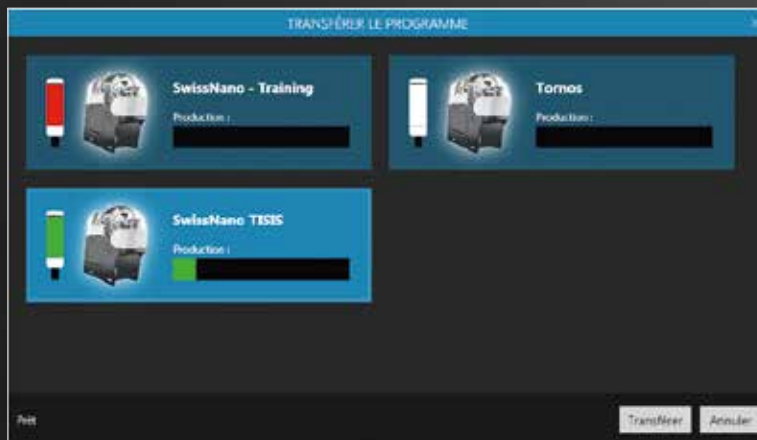 TRANSFÉRER LE PROGRAMME
SwissNano - Training
Production :
Tornos
Production :
SwissNano TISIS
Production :
Prêt
Transférer
Annuler